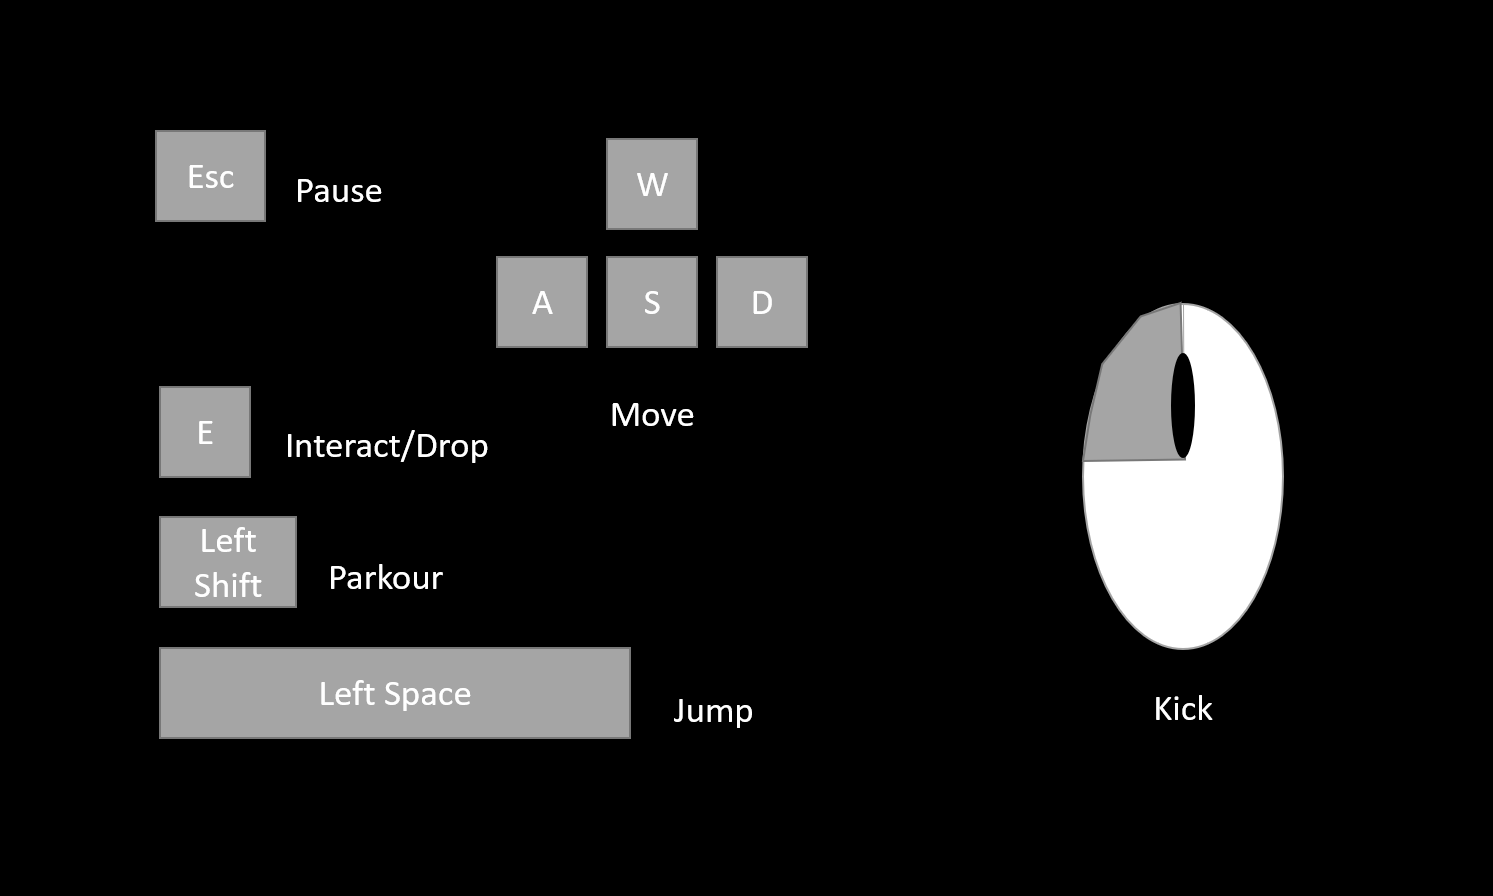 Esc
Pause
W
A
S
D
Move
E
Interact/Drop
Left
Shift
Parkour
Left Space
Jump
Kick